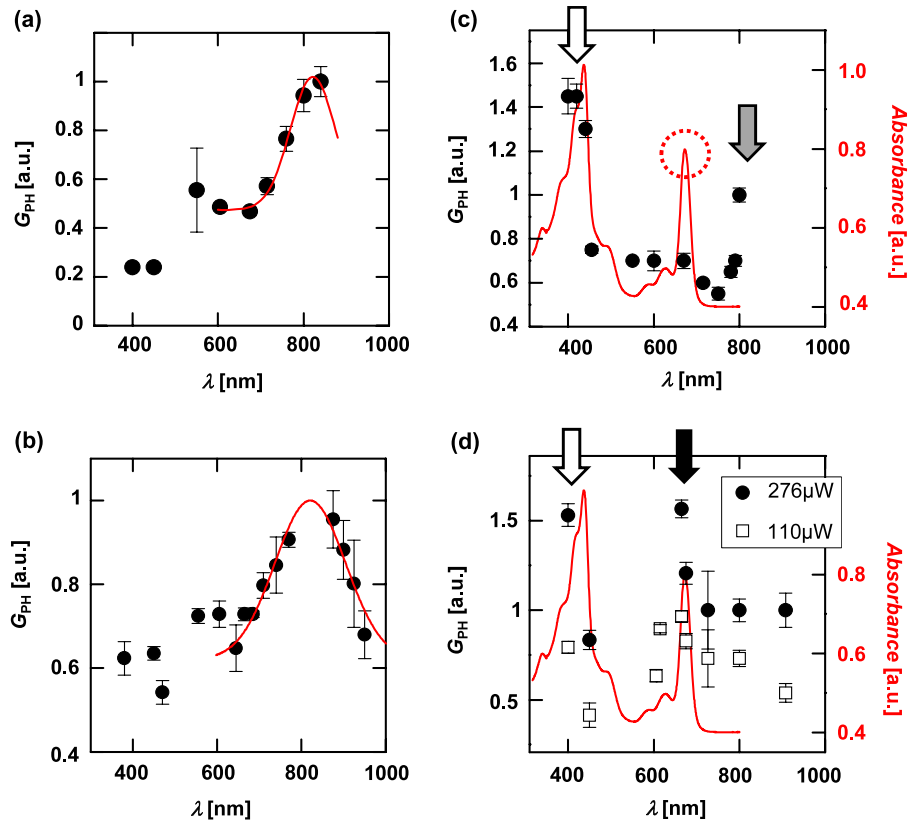 (a)
G_PH [a.u.]
1
0.8
0.6
0.4
0.2
0
400 600 800 1000
λ [nm]
(c)
G_PH [a.u.]
1.6
1.4
1.2
1
0.8
0.6
0.4
400 600 800 1000
λ [nm]
1.0
0.8
0.6
0.4
Absorbance [a.u.]
(b)
G_PH [a.u.]
1
0.8
0.6
0.4
400 600 800 1000
λ [nm]
(d)
G_PH [a.u.]
1.5
1
0.5
276μW
110μW
400 600 800 1000
λ [nm]
0.8
0.6
0.4
Absorbance [a.u.]